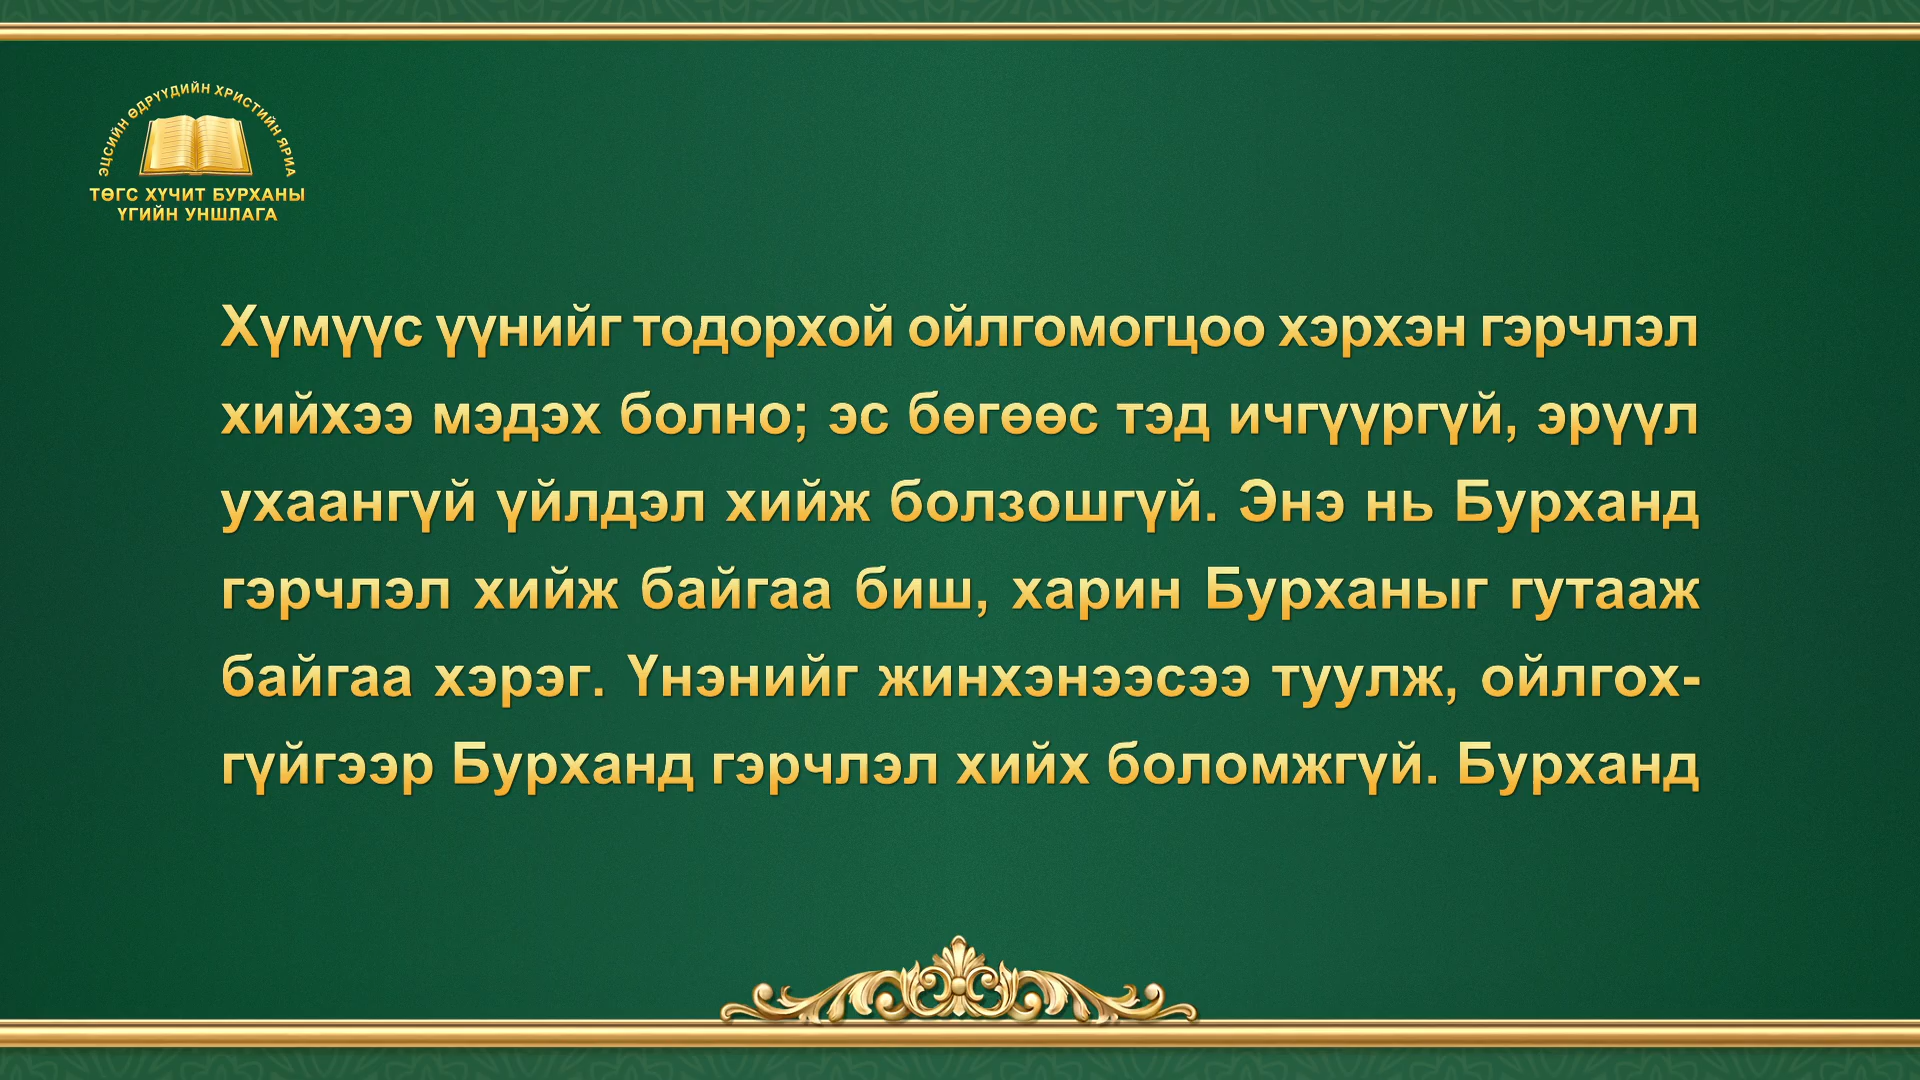 ЭЦСИЙН ӨДРҮҮДИЙН ХРИСТИЙН ЯРИА
ТӨГС ХҮЧИТ БУРХАНЫ
ҮГИЙН УНШЛАГА
Хүмүүс үүнийг тодорхой ойлгомогцоо хэрхэн гэрчлэл
хийхээ мэдэх болно; эс бөгөөс тэд ичгүүргүй, эрүүл
ухаангүй үйлдэл хийж болзошгүй. Энэ нь Бурханд
гэрчлэл хийж байгаа биш, харин Бурханыг гутааж
байгаа хэрэг. Үнэнийг жинхэнээсээ туулж, ойлгох-
гүйгээр Бурханд гэрчлэл хийх боломжгүй. Бурханд